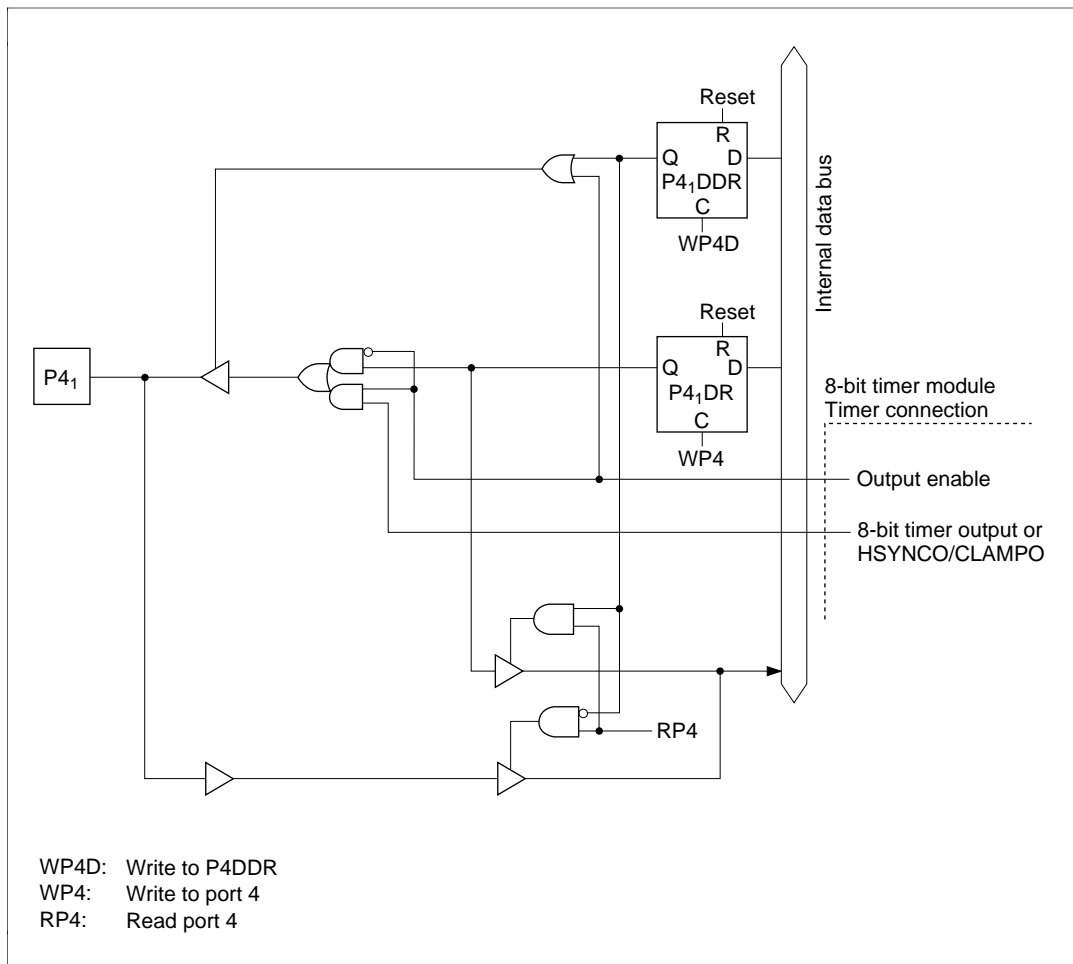 Reset
R
Q D
P4₁DDR
C
WP4D
Internal data bus
Reset
R
Q D
P4₁DR
C
WP4
P4₁
8-bit timer module
Timer connection
Output enable
8-bit timer output or
HSYNCO/CLAMPO
RP4
WP4D: Write to P4DDR
WP4: Write to port 4
RP4: Read port 4